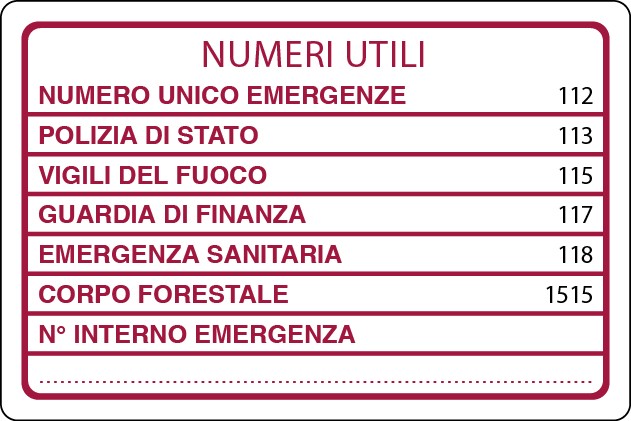 NUMERI UTILI
NUMERO UNICO EMERGENZE 112
POLIZIA DI STATO 113
VIGILI DEL FUOCO 115
GUARDIA DI FINANZA 117
EMERGENZA SANITARIA 118
CORPO FORESTALE 1515
N° INTERNO EMERGENZA